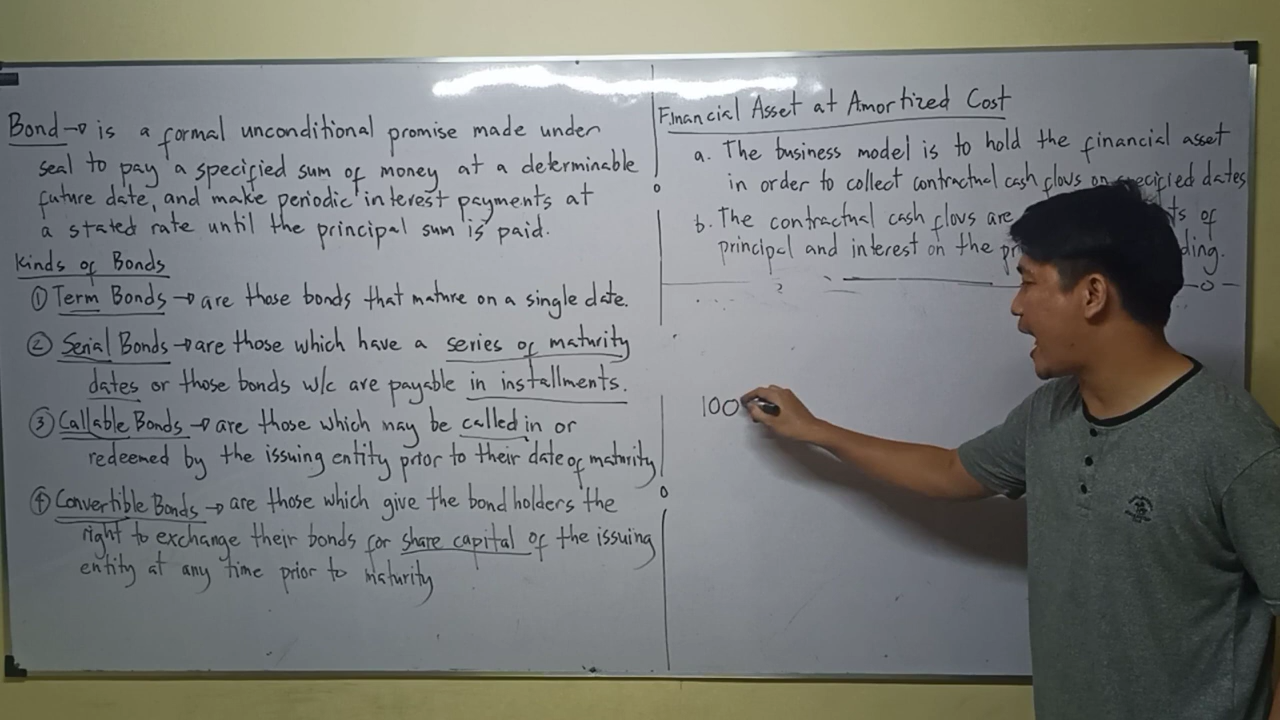 Bond → is a formal unconditional promise made under
seal to pay a specified sum of money at a determinable
future date, and make periodic interest payments at
a stated rate until the principal sum is paid.
Kinds of Bonds
① Term Bonds → are those bonds that mature on a single date.
② Serial Bonds → are those which have a series of maturity
dates or those bonds w/c are payable in installments.
③ Callable Bonds → are those which may be called in or
redeemed by the issuing entity prior to their date of maturity
④ Convertible Bonds → are those which give the bond holders the
right to exchange their bonds for share capital of the issuing
entity at any time prior to maturity
Financial Asset at Amortized Cost
a. The business model is to hold the financial asset
in order to collect contractual cash flows on specified dates
b. The contractual cash flows are of
principal and interest on the
100